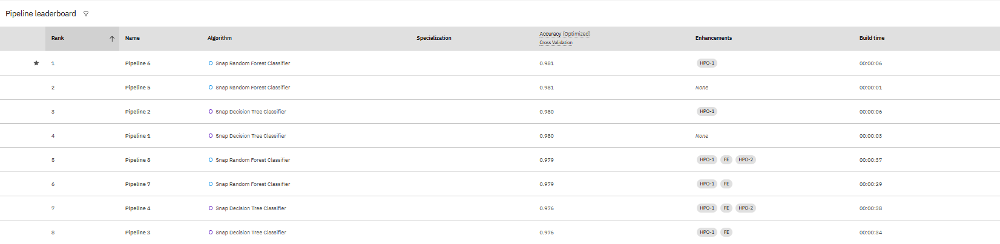 Pipeline leaderboard
Rank Name Algorithm Specialization Accuracy (Optimized) Enhancements Build time
Cross Validation
1 Pipeline 6 Snap Random Forest Classifier 0.981 HPO-1 00:00:06
2 Pipeline 5 Snap Random Forest Classifier 0.981 None 00:00:01
3 Pipeline 2 Snap Decision Tree Classifier 0.980 HPO-1 00:00:06
4 Pipeline 1 Snap Decision Tree Classifier 0.980 None 00:00:03
5 Pipeline 8 Snap Random Forest Classifier 0.979 HPO-1 FE HPO-2 00:00:37
6 Pipeline 7 Snap Random Forest Classifier 0.979 HPO-1 FE 00:00:29
7 Pipeline 4 Snap Decision Tree Classifier 0.976 HPO-1 FE HPO-2 00:00:38
8 Pipeline 3 Snap Decision Tree Classifier 0.976 HPO-1 FE 00:00:34